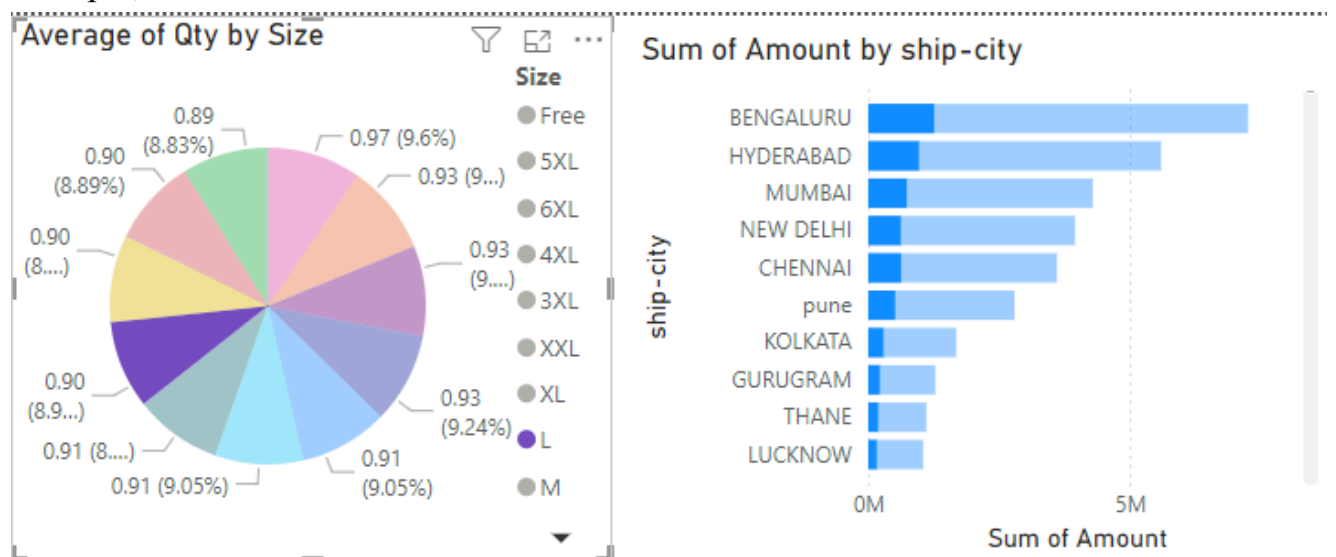 Average of Qty by Size
Size
Free
5XL
6XL
4XL
3XL
XXL
XL
L
M
0.97 (9.6%)
0.93 (9...)
0.93
(9....)
0.93
(9.24%)
0.91
(9.05%)
0.91 (9.05%)
0.91 (8....)
0.90
(8.9...)
0.90
(8....)
0.90
(8.89%)
0.89
(8.83%)
Sum of Amount by ship-city
ship-city
BENGALURU
HYDERABAD
MUMBAI
NEW DELHI
CHENNAI
pune
KOLKATA
GURUGRAM
THANE
LUCKNOW
0M
5M
Sum of Amount